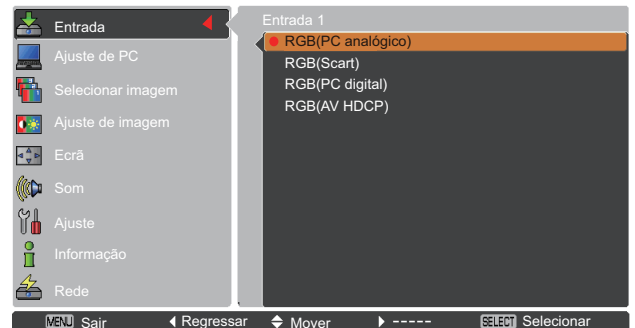 Entrada
Ajuste de PC
Selecionar imagem
Ajuste de imagem
Ecrã
Som
Ajuste
Informação
Rede
Entrada 1
RGB(PC analógico)
RGB(Scart)
RGB(PC digital)
RGB(AV HDCP)
MENU Sair Regressar Mover ----- SELECT Selecionar